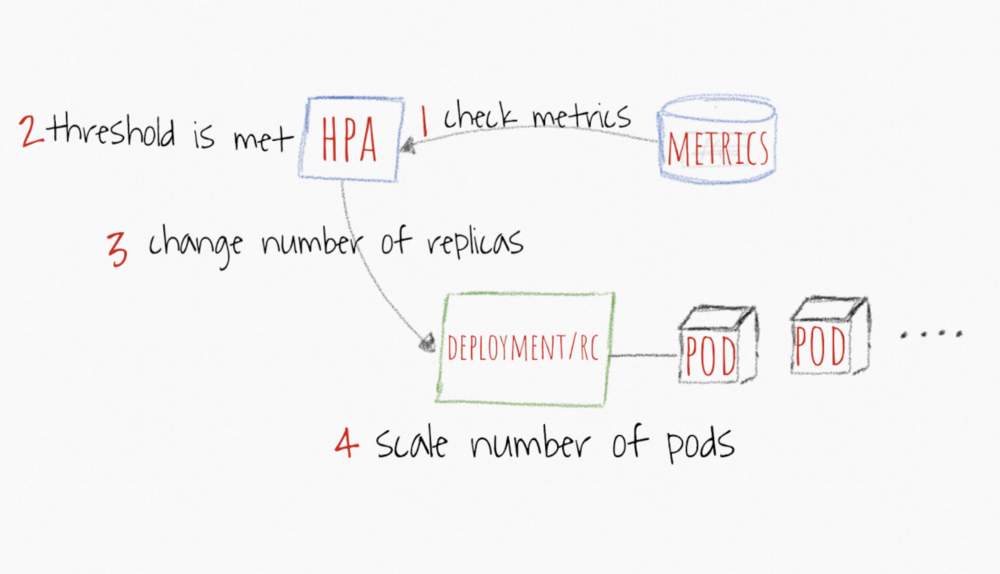 2 threshold is met
HPA
1 check metrics
METRICS
3 change number of replicas
DEPLOYMENT/RC
POD
POD
....
4 scale number of pods